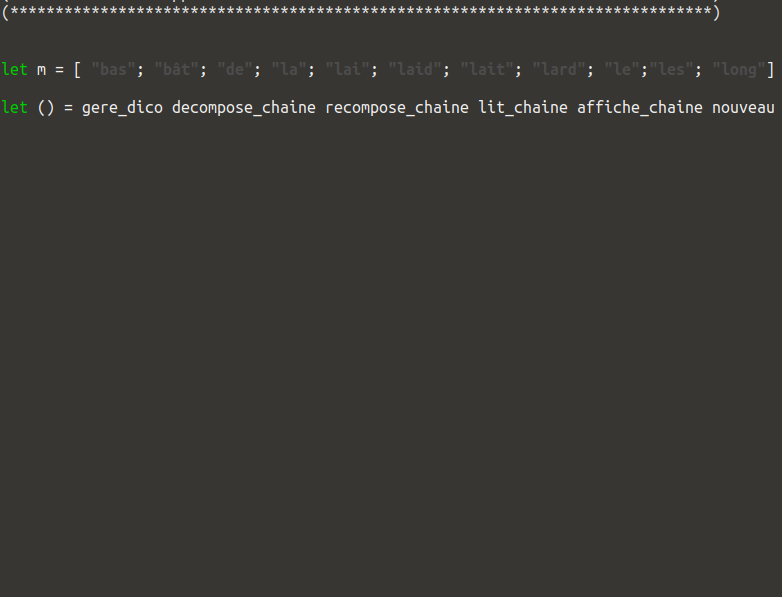 (******************************************************************************)
let m = [ "bas"; "bât"; "de"; "la"; "lai"; "laid"; "lait"; "lard"; "le";"les"; "long"]
let () = gere_dico decompose_chaine recompose_chaine lit_chaine affiche_chaine nouveau